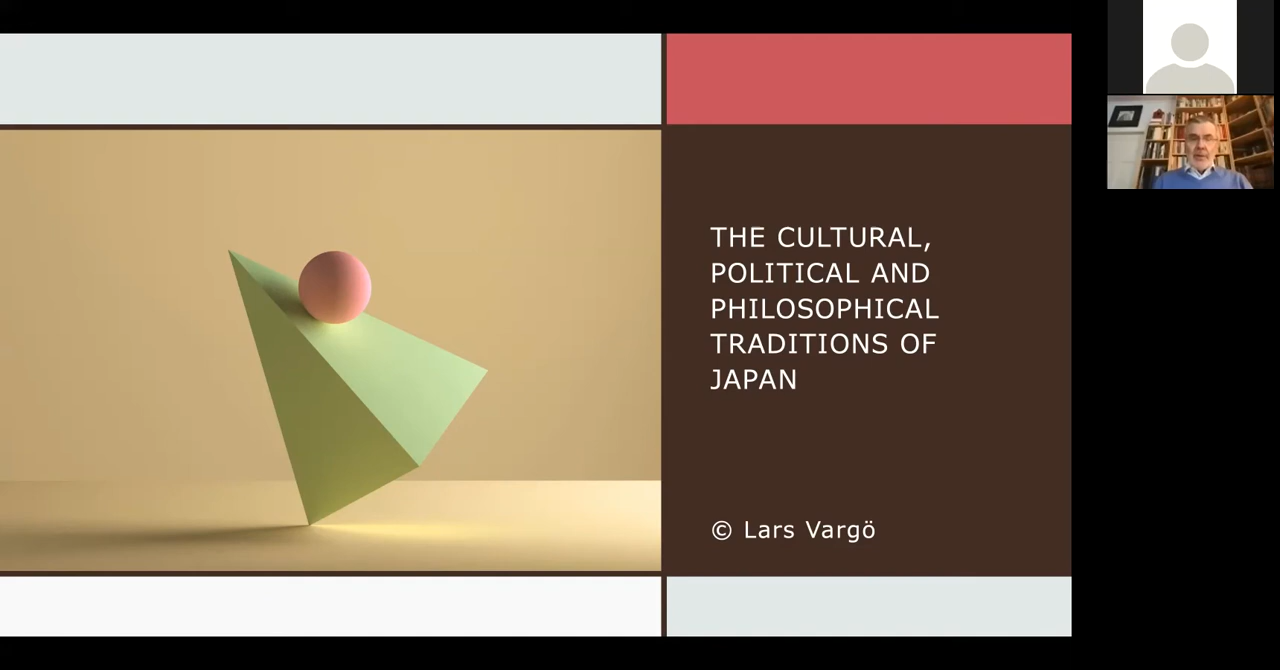 THE CULTURAL,
POLITICAL AND
PHILOSOPHICAL
TRADITIONS OF
JAPAN
© Lars Vargö